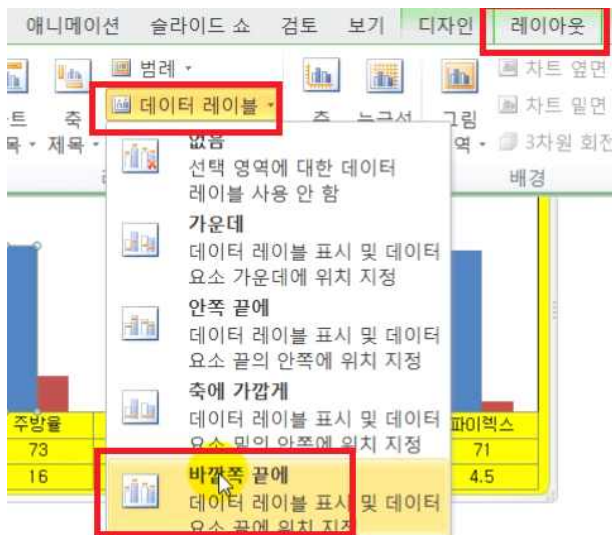 애니메이션 슬라이드 쇼 검토 보기 디자인 레이아웃
범례
차트 옆면
데이터 레이블
차트 밑면
축
축
눈금선
그림
제목
3차원 회전
배경
없음
선택 영역에 대한 데이터
레이블 사용 안 함
가운데
데이터 레이블 표시 및 데이터
요소 가운데에 위치 지정
안쪽 끝에
데이터 레이블 표시 및 데이터
요소 끝의 안쪽에 위치 지정
축에 가깝게
데이터 레이블 표시 및 데이터
요소 밑의 안쪽에 위치 지정
바깥쪽 끝에
데이터 레이블 표시 및 데이터
요소 끝에 위치 지정
주방율 파이렉스
73 71
16 4.5